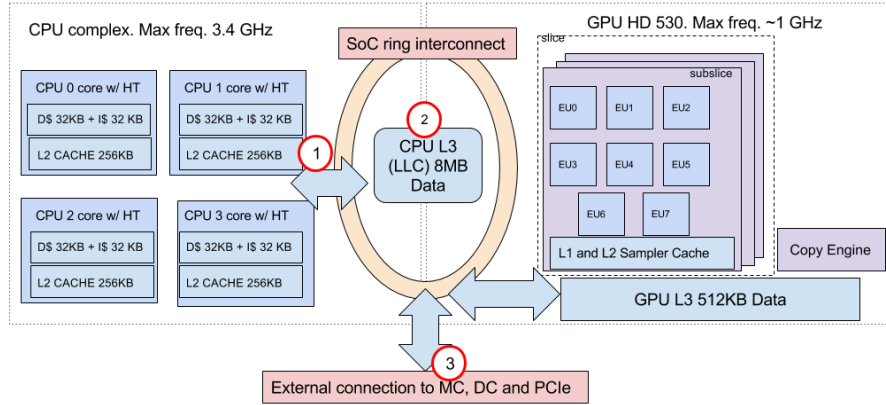 CPU complex. Max freq. 3.4 GHz
SoC ring interconnect
GPU HD 530. Max freq. ~1 GHz
slice
subslice
CPU 0 core w/ HT
D$ 32KB + I$ 32 KB
L2 CACHE 256KB
CPU 1 core w/ HT
D$ 32KB + I$ 32 KB
L2 CACHE 256KB
1
2
CPU L3
(LLC) 8MB
Data
EU0
EU1
EU2
EU3
EU4
EU5
EU6
EU7
L1 and L2 Sampler Cache
Copy Engine
CPU 2 core w/ HT
D$ 32KB + I$ 32 KB
L2 CACHE 256KB
CPU 3 core w/ HT
D$ 32KB + I$ 32 KB
L2 CACHE 256KB
GPU L3 512KB Data
3
External connection to MC, DC and PCIe